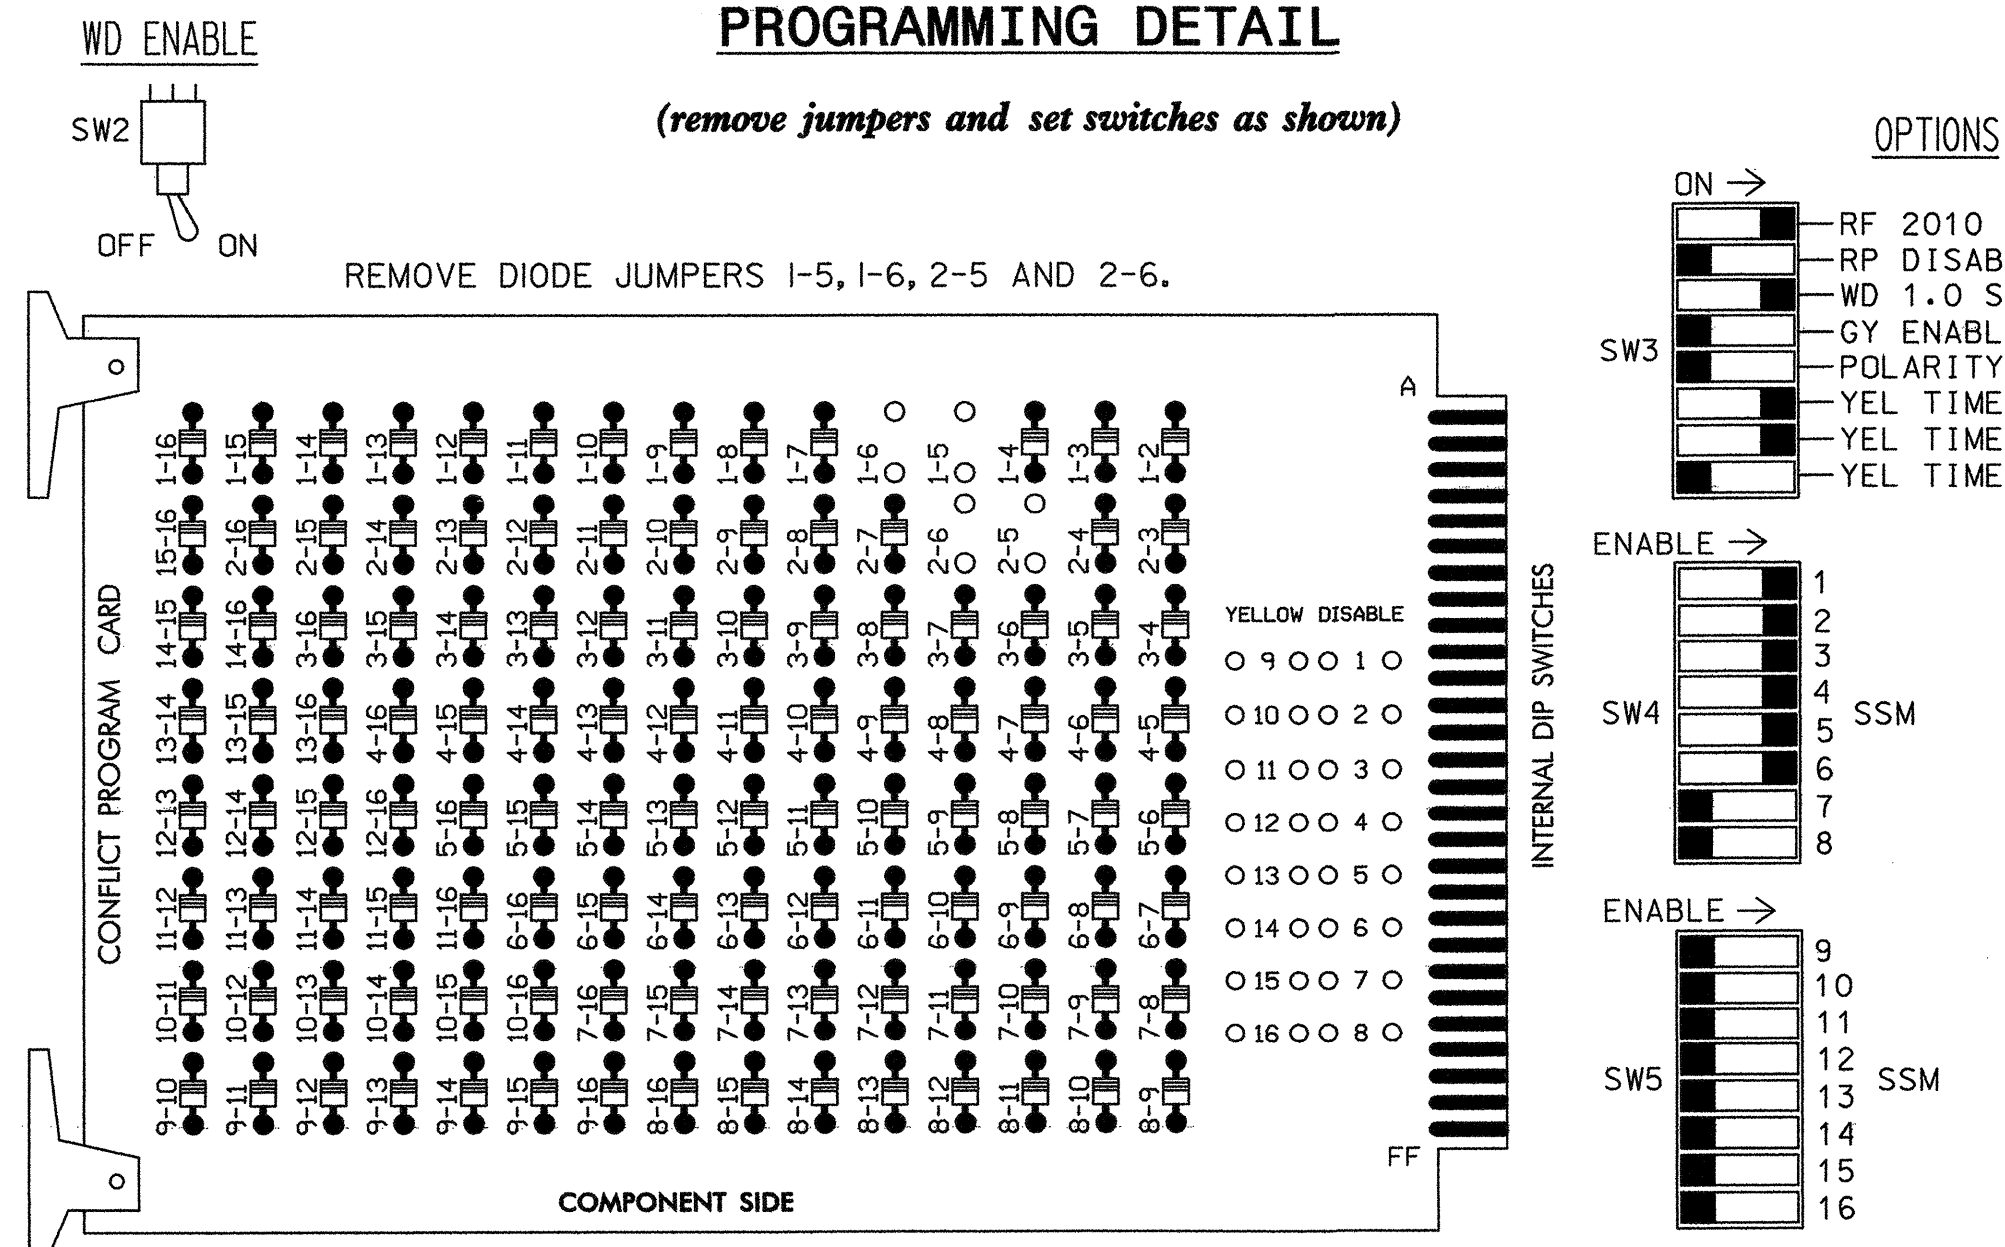 PROGRAMMING DETAIL
(remove jumpers and set switches as shown)
WD ENABLE
SW2
OFF ON
REMOVE DIODE JUMPERS 1-5, 1-6, 2-5 AND 2-6.
CONFLICT PROGRAM CARD
A
1-16 1-15 1-14 1-13 1-12 1-11 1-10 1-9 1-8 1-7 1-6 1-5 1-4 1-3 1-2
15-16 2-16 2-15 2-14 2-13 2-12 2-11 2-10 2-9 2-8 2-7 2-6 2-5 2-4 2-3
14-15 14-16 3-16 3-15 3-14 3-13 3-12 3-11 3-10 3-9 3-8 3-7 3-6 3-5 3-4
13-14 13-15 13-16 4-16 4-15 4-14 4-13 4-12 4-11 4-10 4-9 4-8 4-7 4-6 4-5
12-13 12-14 12-15 12-16 5-16 5-15 5-14 5-13 5-12 5-11 5-10 5-9 5-8 5-7 5-6
11-12 11-13 11-14 11-15 11-16 6-16 6-15 6-14 6-13 6-12 6-11 6-10 6-9 6-8 6-7
10-11 10-12 10-13 10-14 10-15 10-16 7-16 7-15 7-14 7-13 7-12 7-11 7-10 7-9 7-8
9-10 9-11 9-12 9-13 9-14 9-15 9-16 8-16 8-15 8-14 8-13 8-12 8-11 8-10 8-9
YELLOW DISABLE
9 1
10 2
11 3
12 4
13 5
14 6
15 7
16 8
FF
COMPONENT SIDE
INTERNAL DIP SWITCHES
OPTIONS
ON
RF 2010
RP DISAB
WD 1.0 S
GY ENABL
SW3
POLARITY
YEL TIME
YEL TIME
YEL TIME
ENABLE
1
2
3
4
SW4 SSM
5
6
7
8
ENABLE
9
10
11
12
SW5 SSM
13
14
15
16